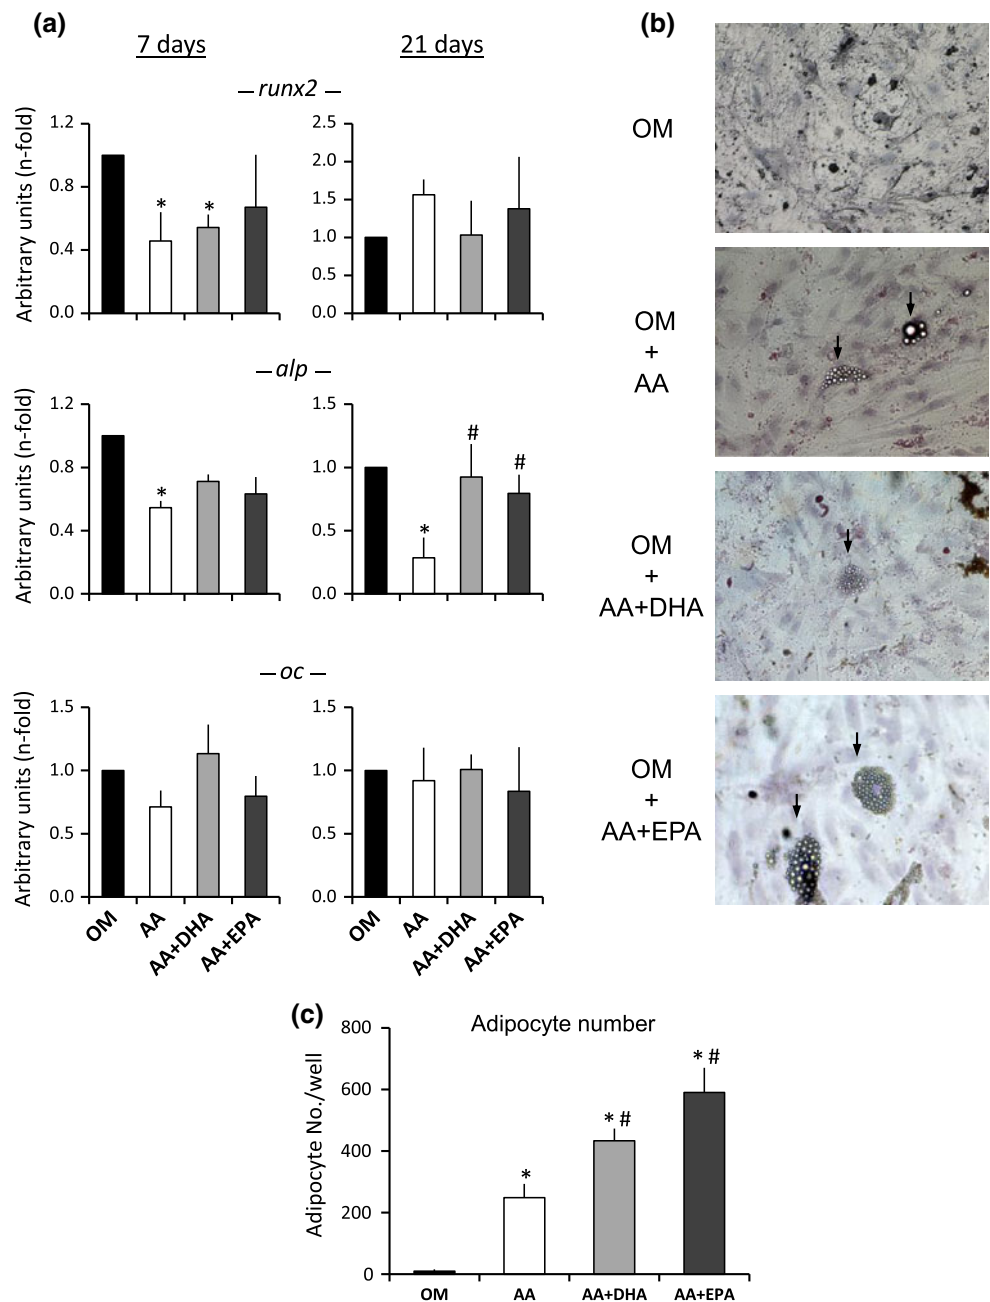 (a)
7 days
21 days
— runx2 —
Arbitrary units (n-fold)
1.2
0.8
0.4
0.0
* *
2.5
2.0
1.5
1.0
0.5
0.0
— alp —
Arbitrary units (n-fold)
1.2
0.8
0.4
0.0
*
1.5
1.0
0.5
0.0
* # #
— oc —
Arbitrary units (n-fold)
1.5
1.0
0.5
0.0
1.5
1.0
0.5
0.0
OM AA AA+DHA AA+EPA
OM AA AA+DHA AA+EPA
(b)
OM
OM
+
AA
OM
+
AA+DHA
OM
+
AA+EPA
(c)
Adipocyte number
Adipocyte No./well
800
600
400
200
0
* *# *#
OM AA AA+DHA AA+EPA